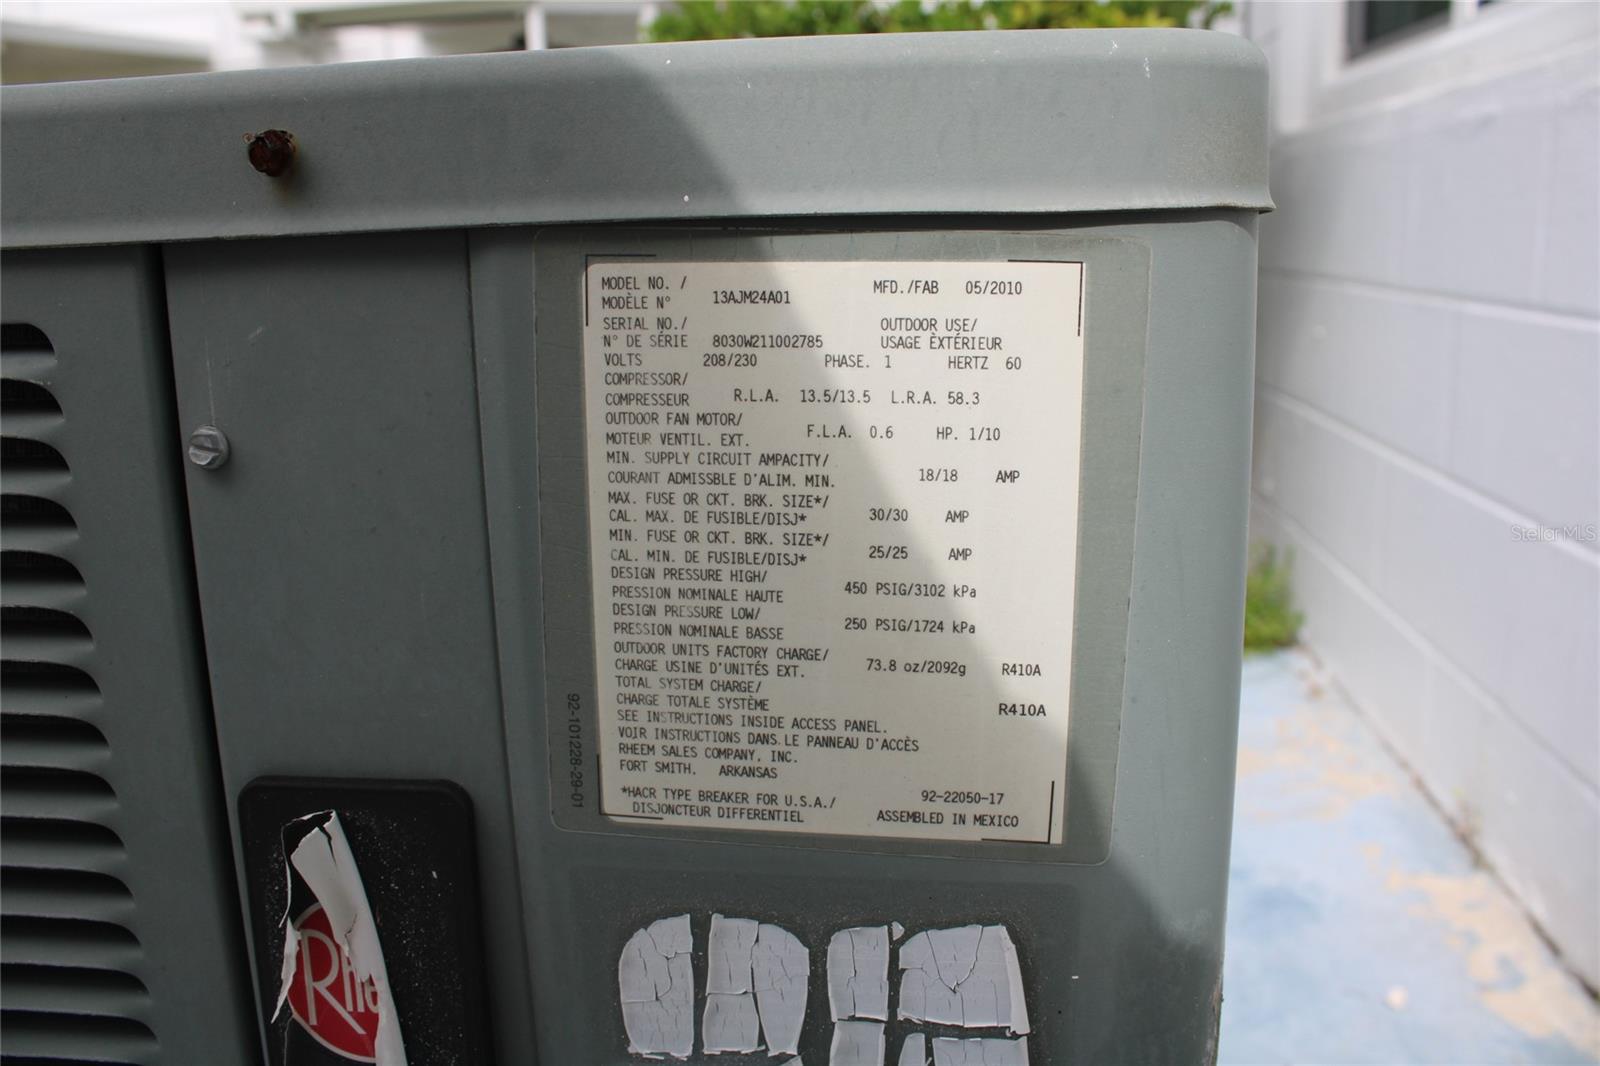 MODEL NO. / MFD./FAB 05/2010
MODÈLE N° 13AJM24A01
SERIAL NO./ OUTDOOR USE/
N° DE SÉRIE 8030W211002785 USAGE ÈXTÉRIEUR
VOLTS 208/230 PHASE. 1 HERTZ 60
COMPRESSOR/
COMPRESSEUR R.L.A. 13.5/13.5 L.R.A. 58.3
OUTDOOR FAN MOTOR/
MOTEUR VENTIL. EXT. F.L.A. 0.6 HP. 1/10
MIN. SUPPLY CIRCUIT AMPACITY/
COURANT ADMISSBLE D'ALIM. MIN. 18/18 AMP
MAX. FUSE OR CKT. BRK. SIZE*/
CAL. MAX. DE FUSIBLE/DISJ* 30/30 AMP
MIN. FUSE OR CKT. BRK. SIZE*/
CAL. MIN. DE FUSIBLE/DISJ* 25/25 AMP
DESIGN PRESSURE HIGH/
PRESSION NOMINALE HAUTE 450 PSIG/3102 kPa
DESIGN PRESSURE LOW/
PRESSION NOMINALE BASSE 250 PSIG/1724 kPa
OUTDOOR UNITS FACTORY CHARGE/
CHARGE USINE D'UNITÉS EXT. 73.8 oz/2092g R410A
TOTAL SYSTEM CHARGE/
CHARGE TOTALE SYSTÈME R410A
SEE INSTRUCTIONS INSIDE ACCESS PANEL.
VOIR INSTRUCTIONS DANS LE PANNEAU D'ACCÈS
RHEEM SALES COMPANY, INC.
FORT SMITH, ARKANSAS
*HACR TYPE BREAKER FOR U.S.A./ 92-22050-17
DISJONCTEUR DIFFERENTIEL ASSEMBLED IN MEXICO
92-101228-29-01
Rhe
Stellar MLS